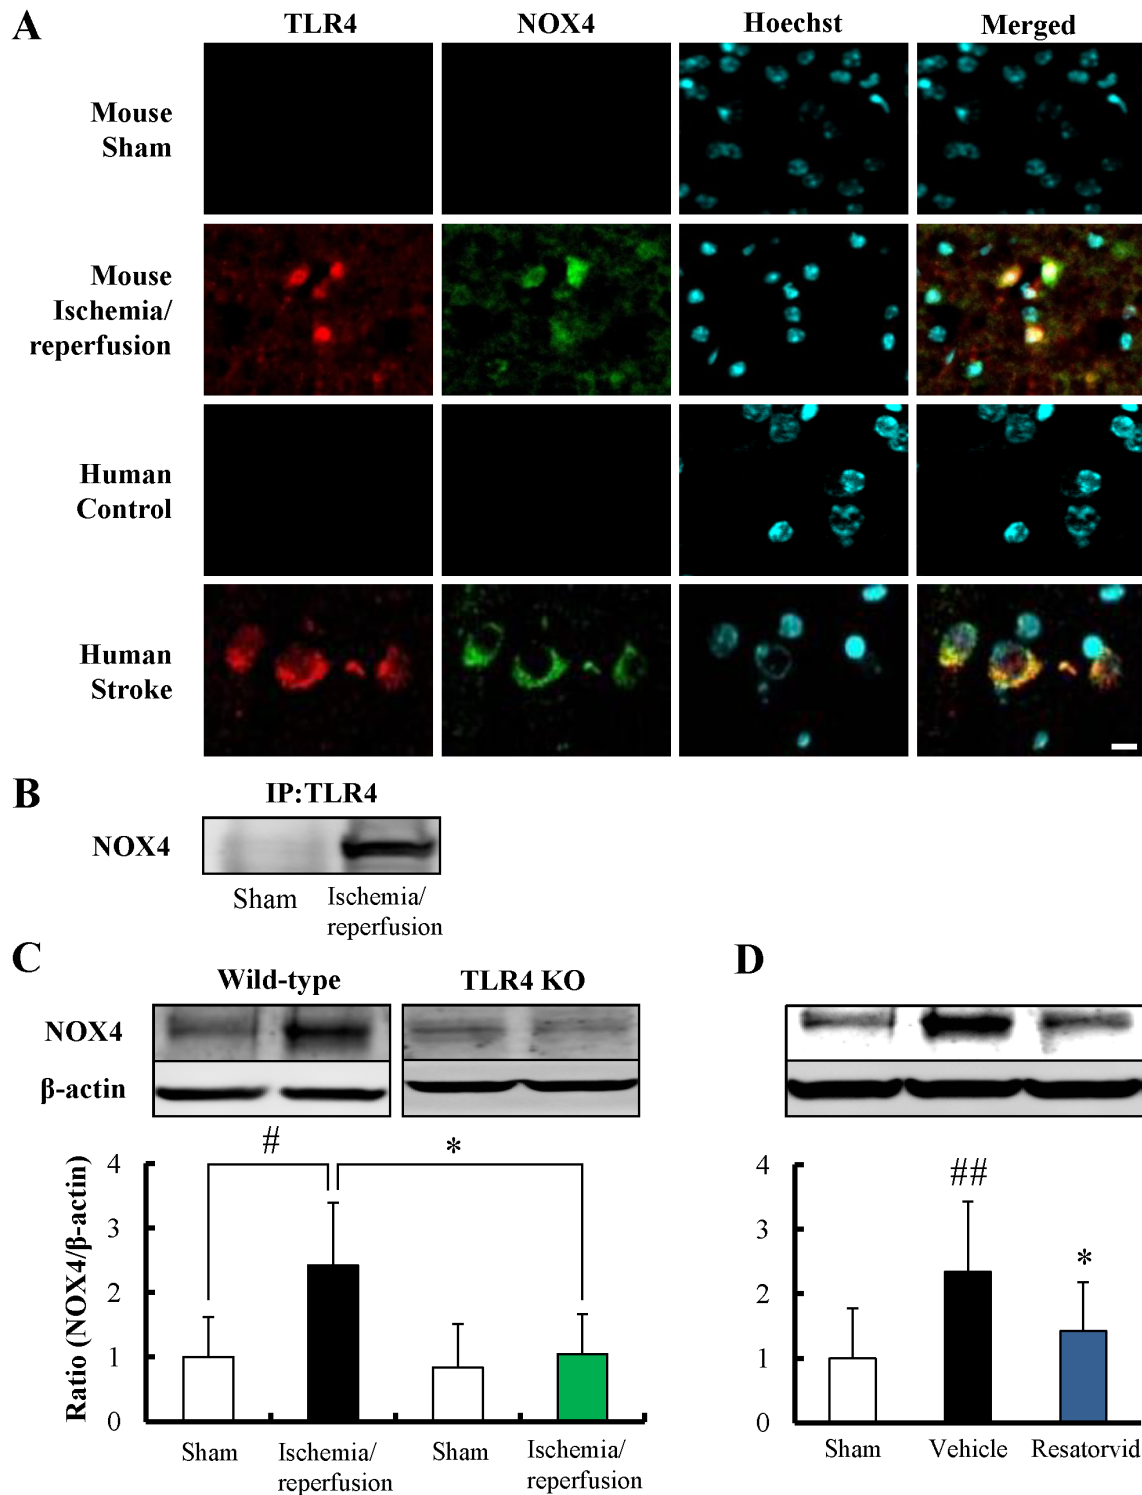 A
TLR4 NOX4 Hoechst Merged
Mouse
Sham
Mouse
Ischemia/
reperfusion
Human
Control
Human
Stroke
B
IP:TLR4
NOX4
Sham Ischemia/
reperfusion
C
Wild-type TLR4 KO
NOX4
β-actin
# *
Ratio (NOX4/β-actin)
4
3
2
1
0
Sham Ischemia/
reperfusion
Sham Ischemia/
reperfusion
D
4
3
2
1
0
##
*
Sham Vehicle Resatorvid